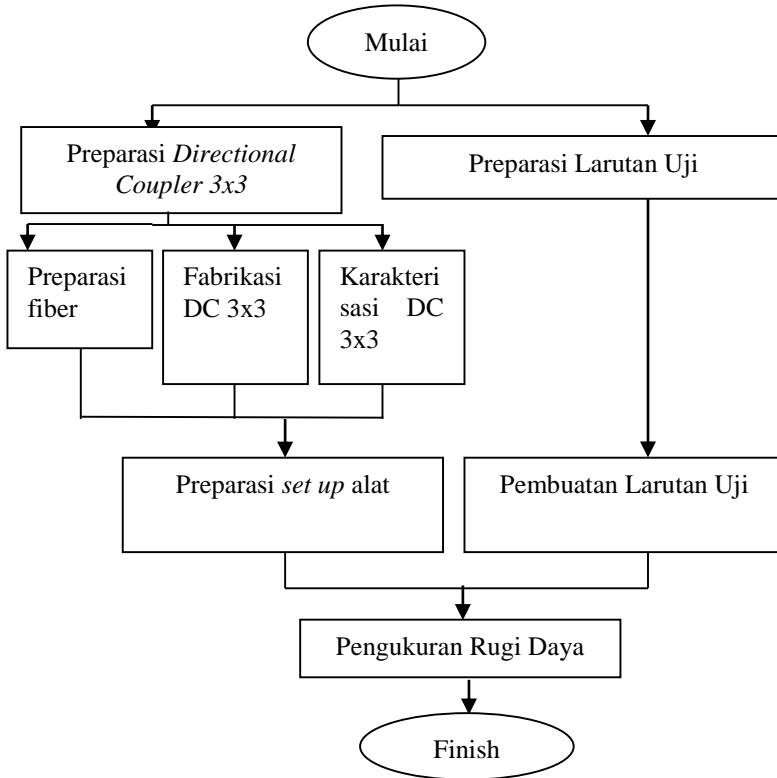 Mulai
Preparasi Directional
Coupler 3x3
Preparasi Larutan Uji
Preparasi
fiber
Fabrikasi
DC 3x3
Karakteri
sasi DC
3x3
Preparasi set up alat
Pembuatan Larutan Uji
Pengukuran Rugi Daya
Finish